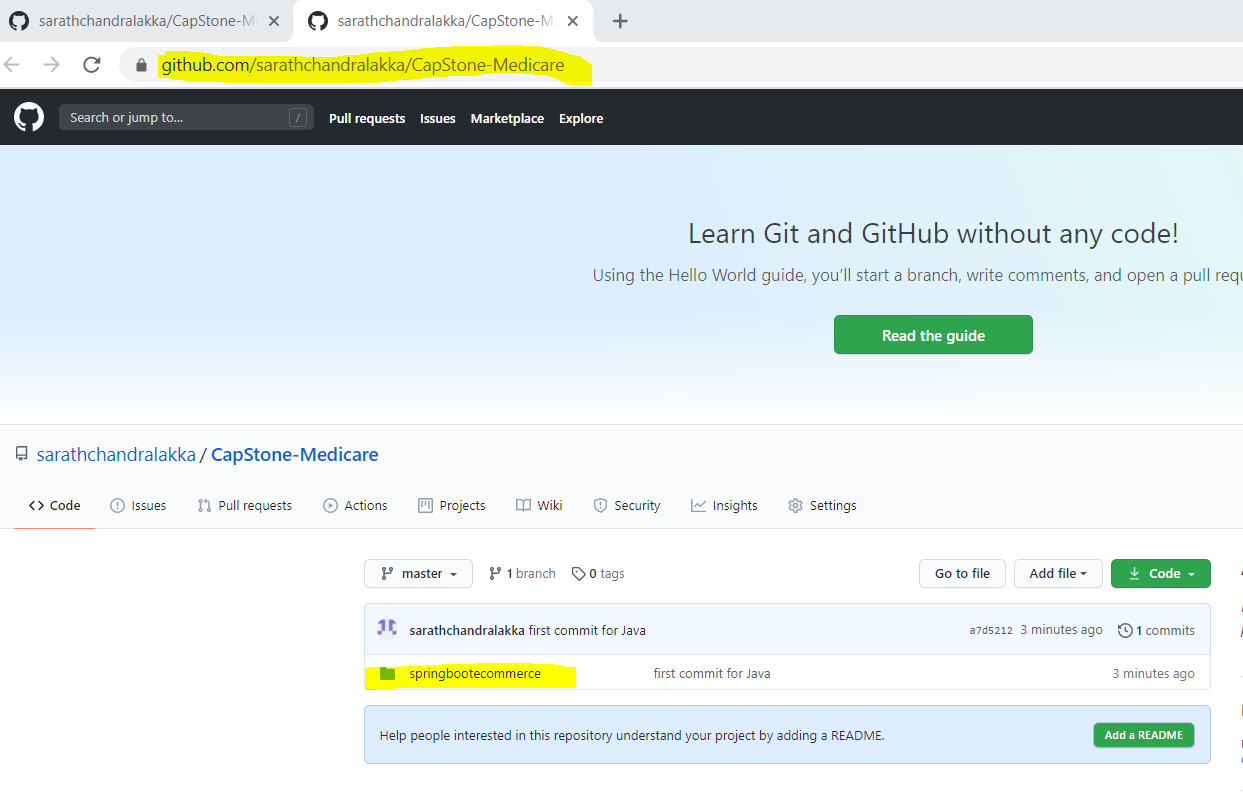 sarathchandralakka/CapStone-M
sarathchandralakka/CapStone-M
github.com/sarathchandralakka/CapStone-Medicare
Search or jump to... /
Pull requests Issues Marketplace Explore
Learn Git and GitHub without any code!
Using the Hello World guide, you’ll start a branch, write comments, and open a pull requ
Read the guide
sarathchandralakka / CapStone-Medicare
Code Issues Pull requests Actions Projects Wiki Security Insights Settings
master 1 branch 0 tags Go to file Add file Code
sarathchandralakka first commit for Java a7d5212 3 minutes ago 1 commits
springbootecommerce first commit for Java 3 minutes ago
Help people interested in this repository understand your project by adding a README. Add a README